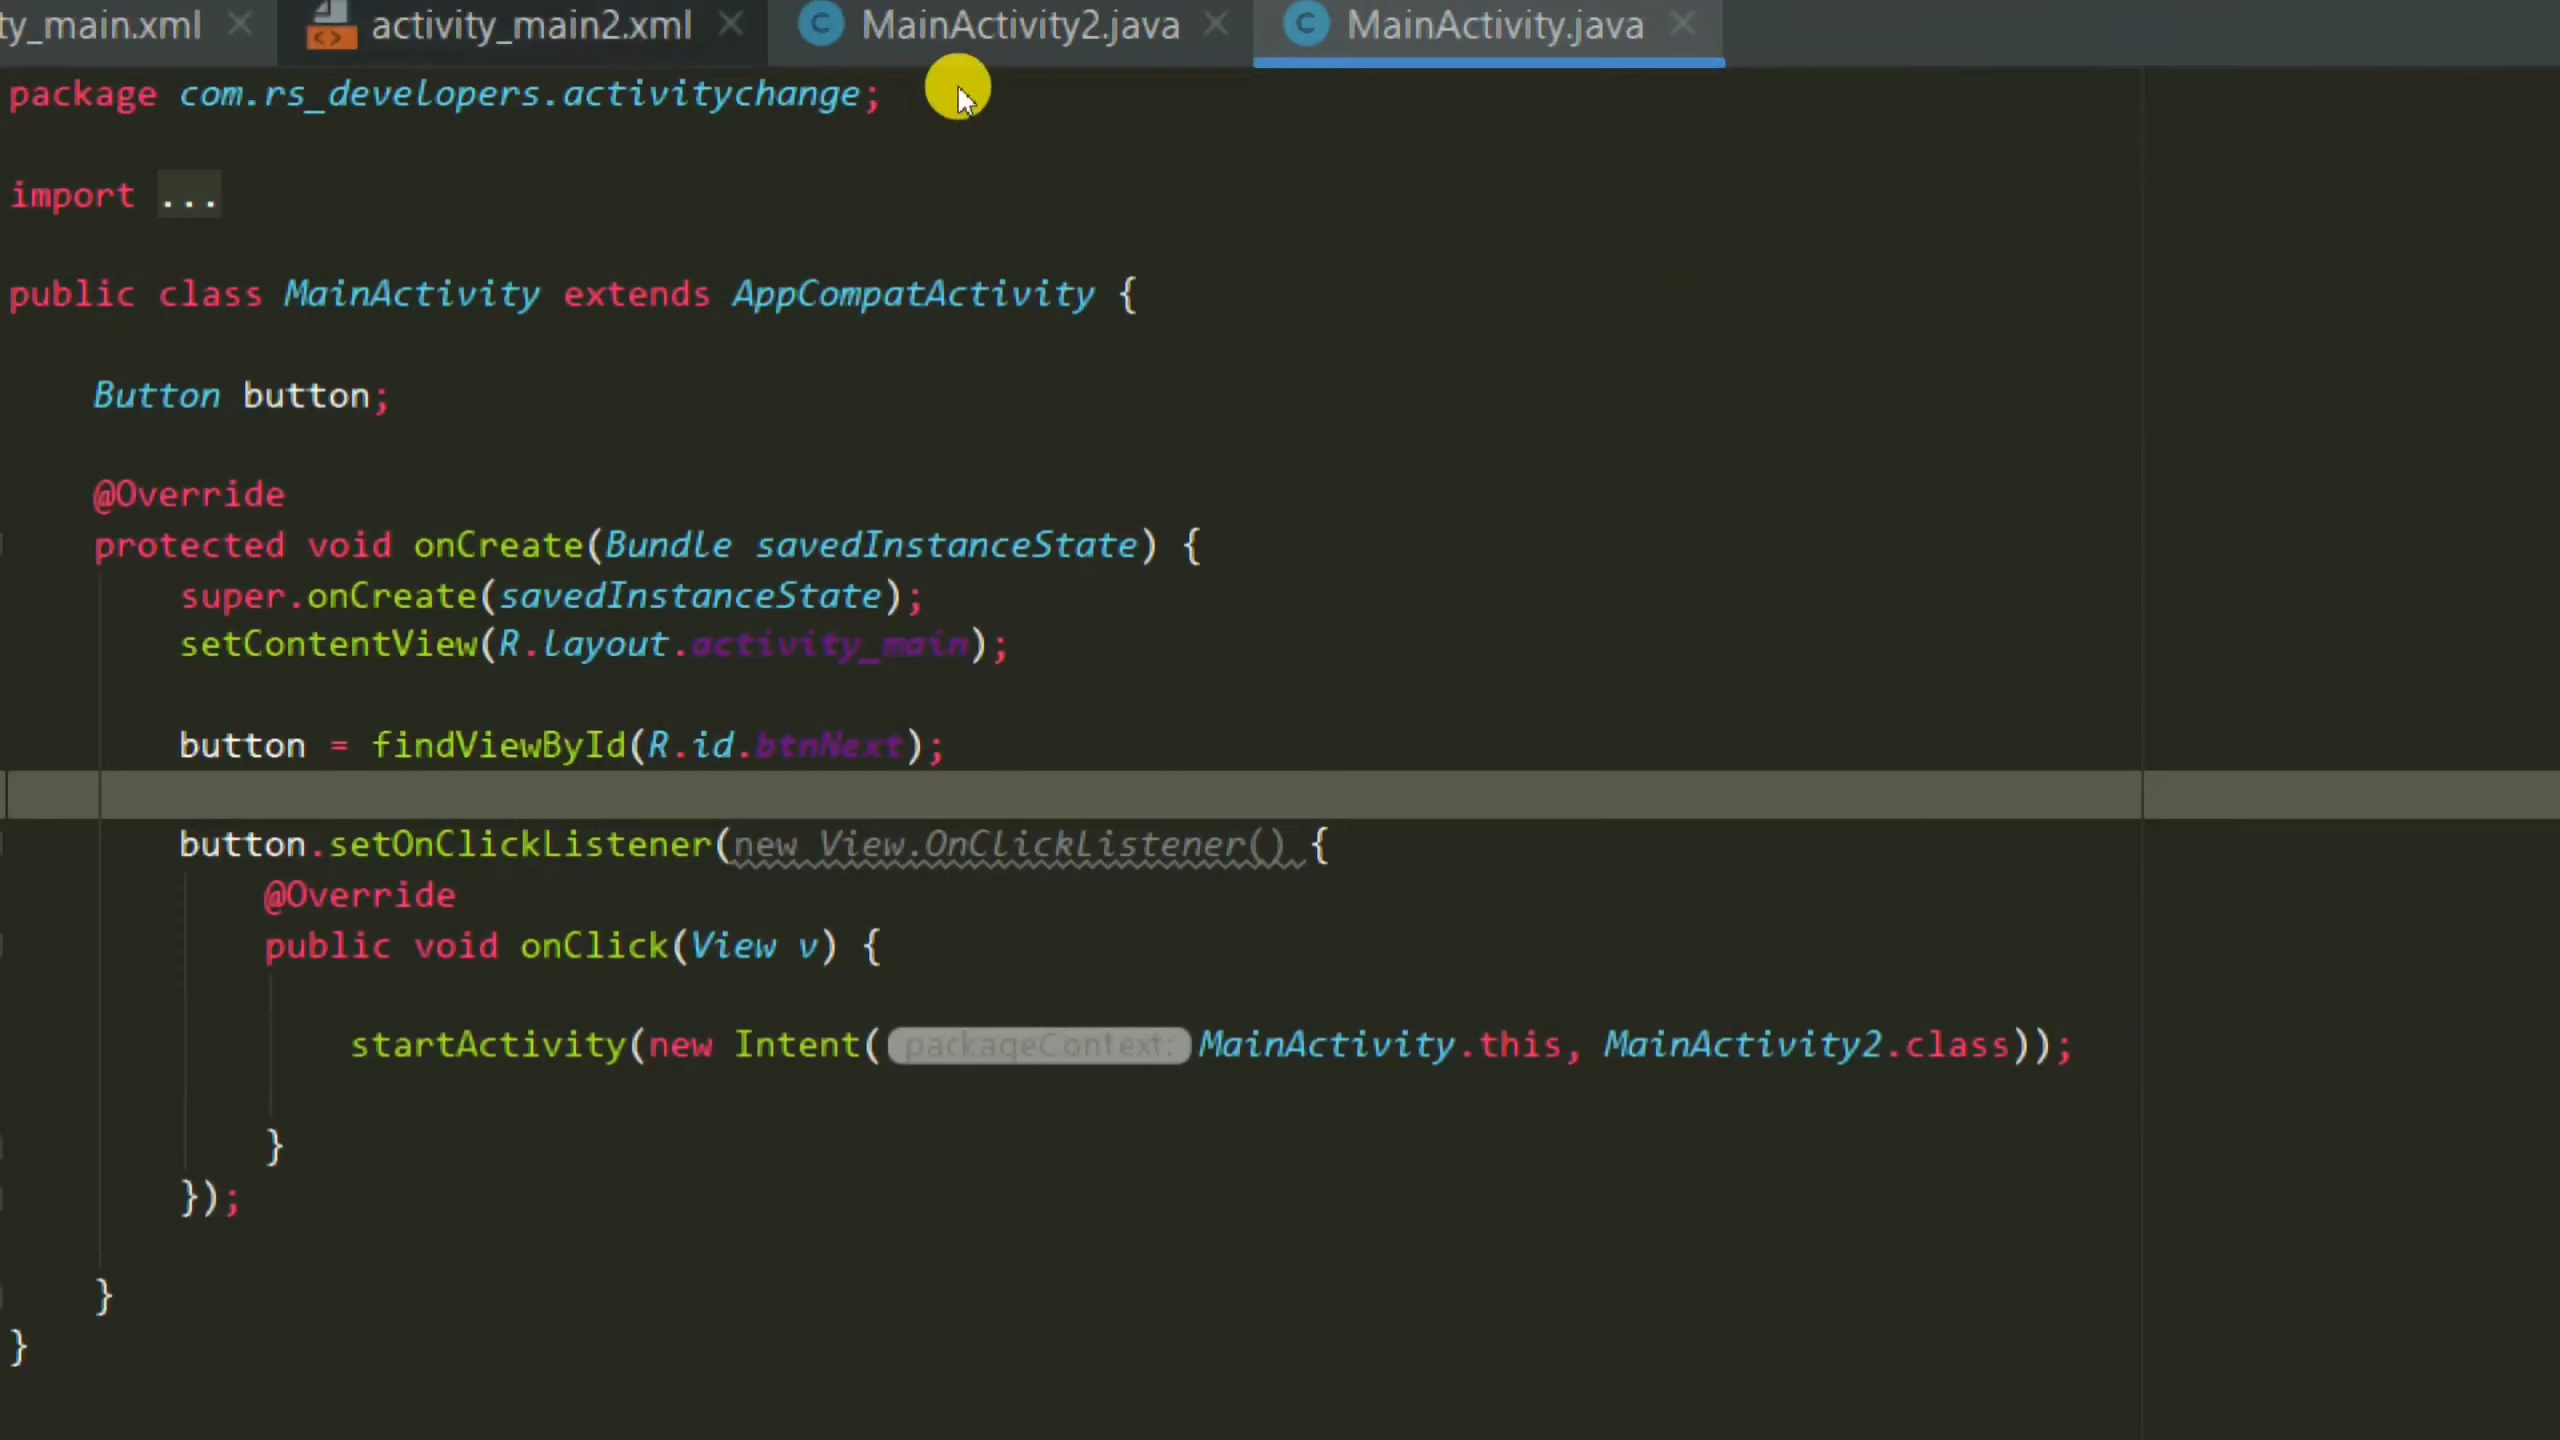 ty_main.xml activity_main2.xml MainActivity2.java MainActivity.java
package com.rs_developers.activitychange;
import ...
public class MainActivity extends AppCompatActivity {
Button button;
@Override
protected void onCreate(Bundle savedInstanceState) {
super.onCreate(savedInstanceState);
setContentView(R.layout.activity_main);
button = findViewById(R.id.btnNext);
button.setOnClickListener(new View.OnClickListener() {
@Override
public void onClick(View v) {
startActivity(new Intent( packageContext: MainActivity.this, MainActivity2.class));
}
});
}
}